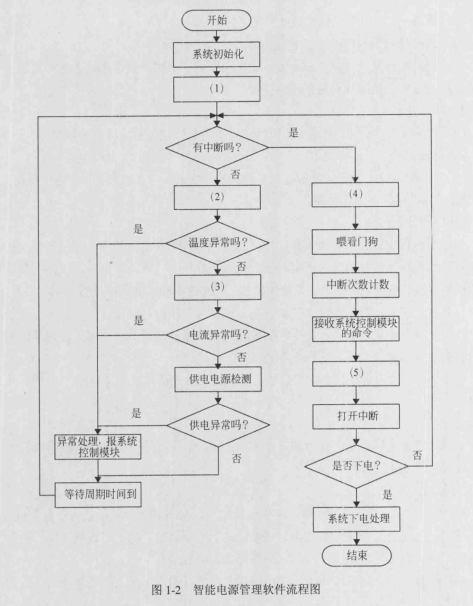 开始
系统初始化
(1)
有中断吗?
是
否
(2)
温度异常吗?
是
否
(3)
电流异常吗?
是
否
供电电源检测
供电异常吗?
是
否
异常处理，报系统
控制模块
等待周期时间到
(4)
喂看门狗
中断次数计数
接收系统控制模块
的命令
(5)
打开中断
是否下电?
否
是
系统下电处理
结束
图 1-2 智能电源管理软件流程图